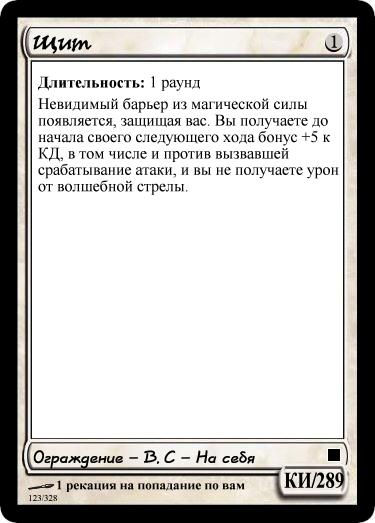 Щит 1
Длительность: 1 раунд
Невидимый барьер из магической силы
появляется, защищая вас. Вы получаете до
начала своего следующего хода бонус +5 к
КД, в том числе и против вызвавшей
срабатывание атаки, и вы не получаете урон
от волшебной стрелы.
Ограждение – В, С – На себя
1 рекация на попадание по вам
КИ/289
123/328